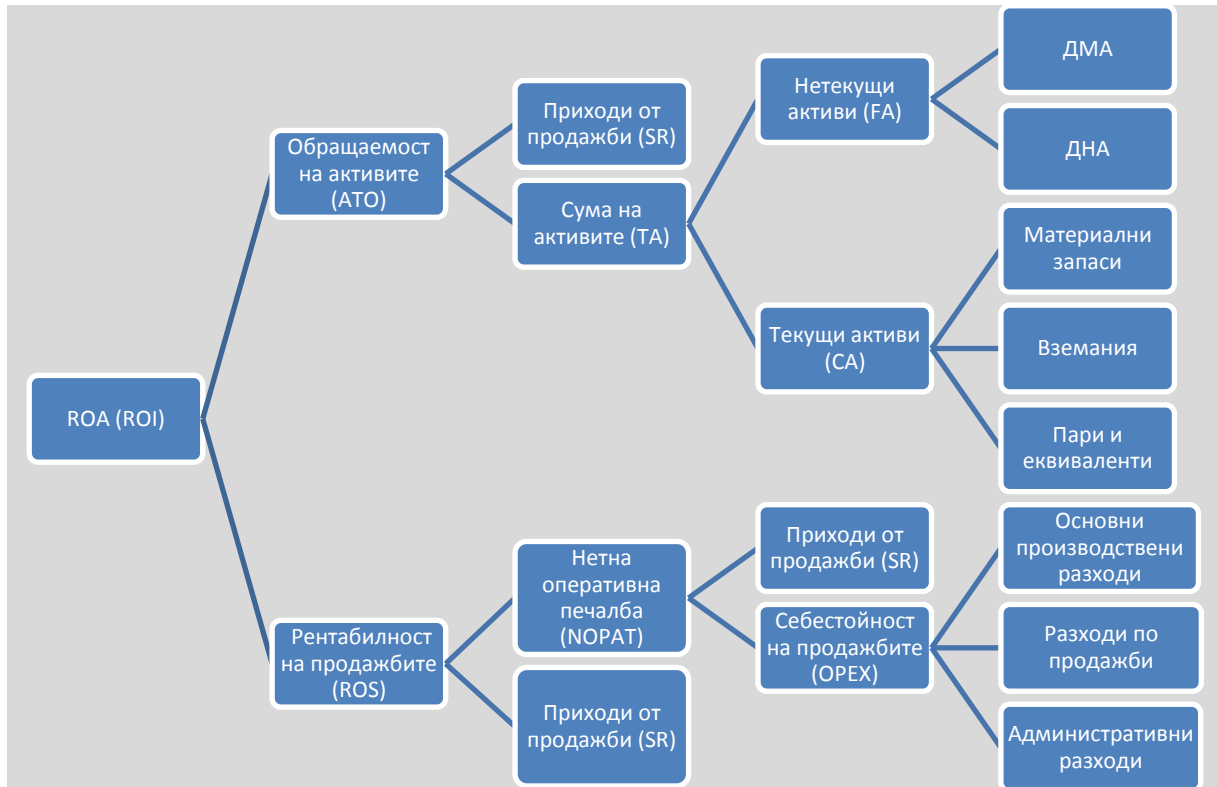 ROA (ROI)
Обращаемост
на активите
(ATO)
Приходи от
продажби (SR)
Сума на
активите (TA)
Нетекущи
активи (FA)
ДМА
ДНА
Текущи активи
(CA)
Материални
запаси
Вземания
Пари и
еквиваленти
Рентабилност
на продажбите
(ROS)
Нетна
оперативна
печалба
(NOPAT)
Приходи от
продажби (SR)
Себестойност
на продажбите
(OPEX)
Основни
производствени
разходи
Разходи по
продажби
Административни
разходи
Приходи от
продажби (SR)